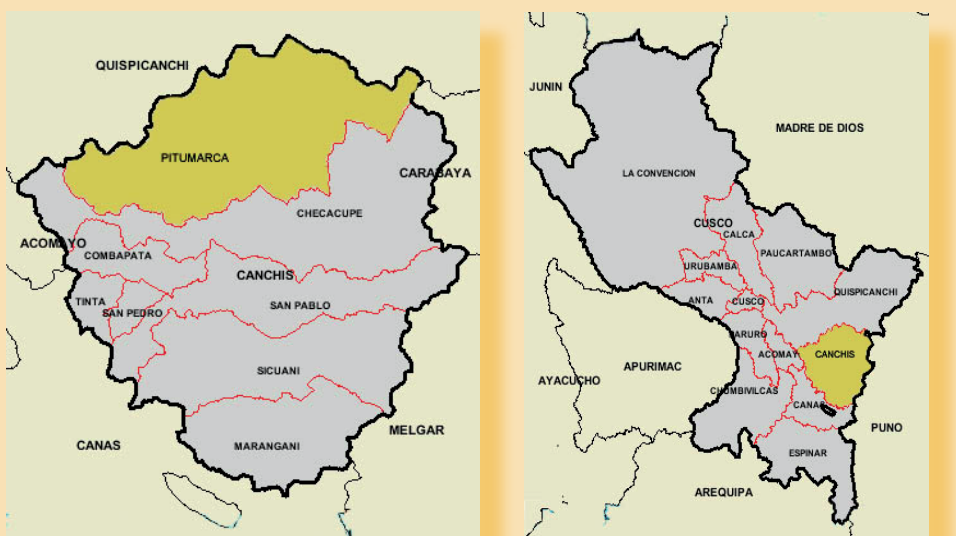 QUISPICANCHI
PITUMARCA
CARABAYA
CHECACUPE
ACOMAYO
COMBAPATA
CANCHIS
TINTA
SAN PEDRO
SAN PABLO
SICUANI
MARANGANI
CANAS
MELGAR
JUNIN
MADRE DE DIOS
LA CONVENCION
CUSCO
CALCA
PAUCARTAMBO
URUBAMBA
QUISPICANCHI
ANTA
CUSCO
PARURO
ACOMAY
CANCHIS
APURIMAC
AYACUCHO
CHUMBIVILCAS
CANAS
PUNO
ESPINAR
AREQUIPA